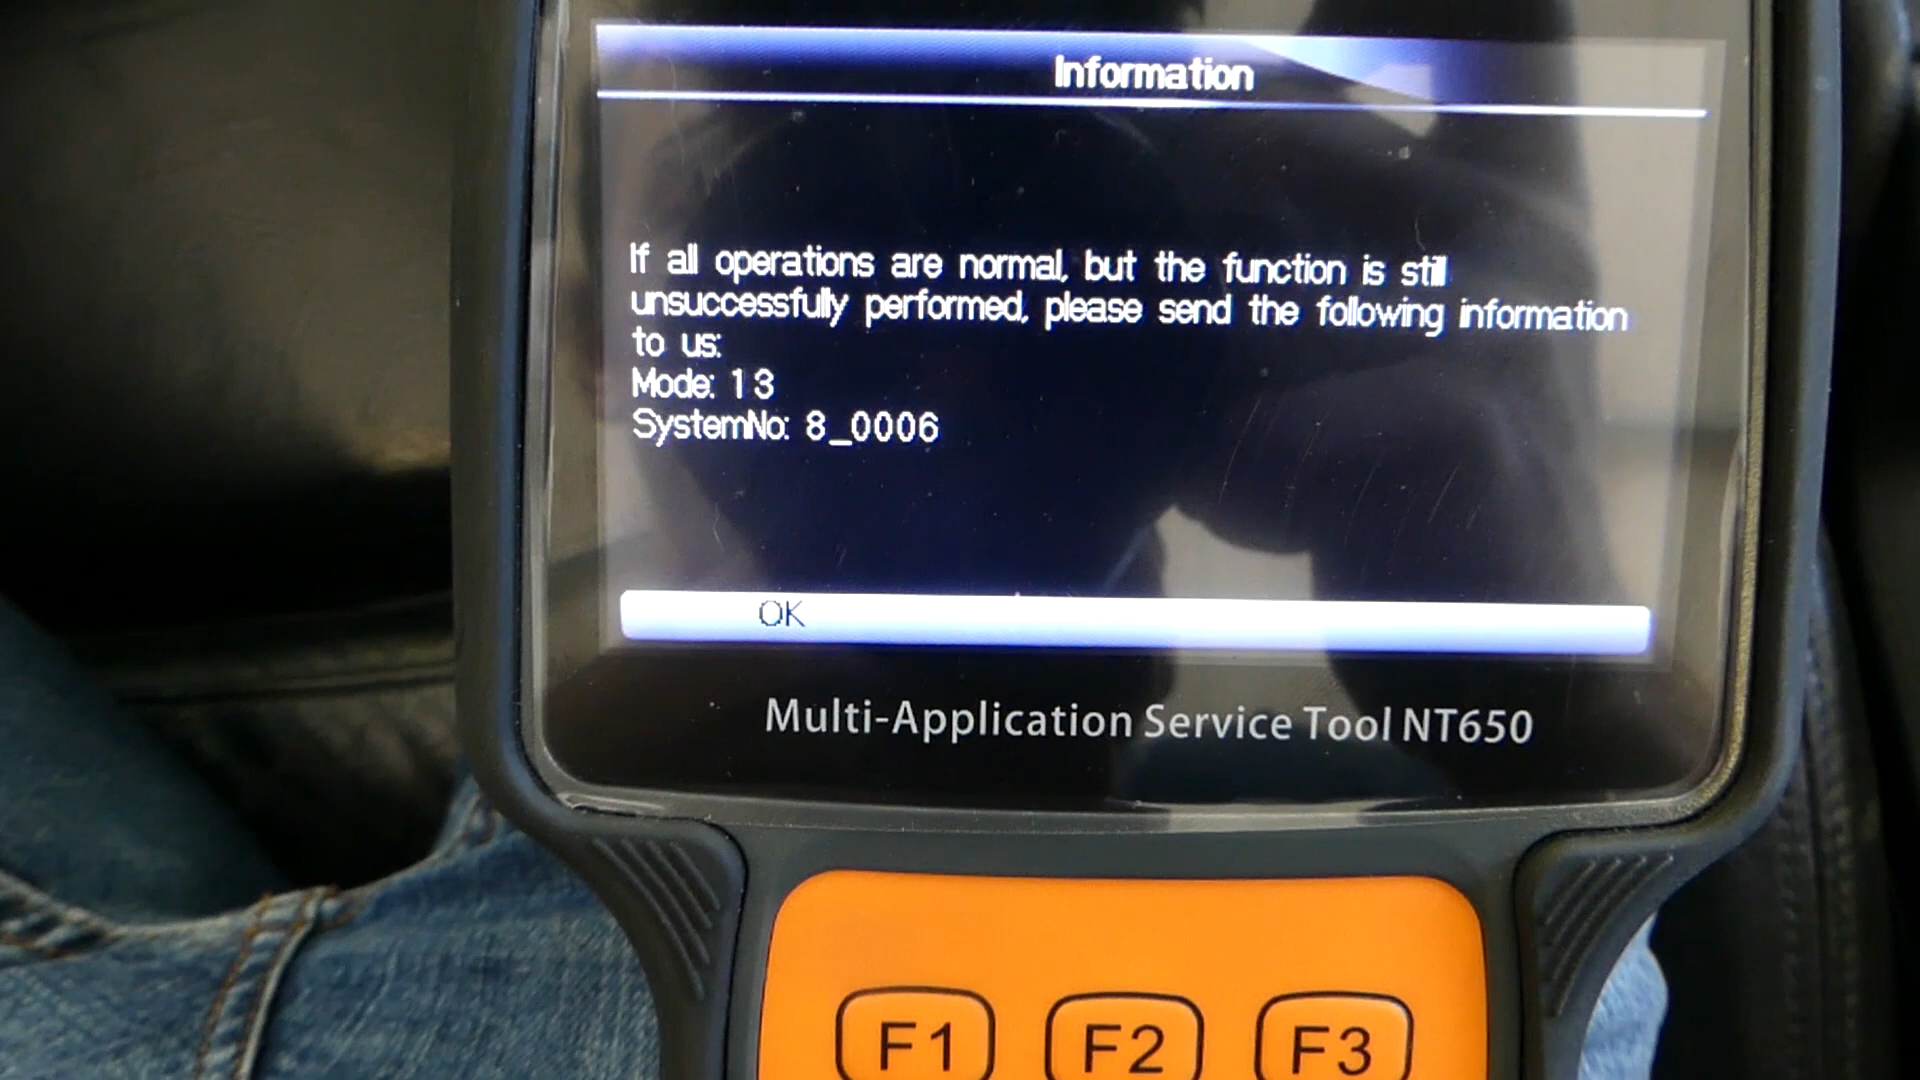 Information
If all operations are normal, but the function is still
unsuccessfully performed, please send the following information
to us:
Mode: 13
SystemNo: 8_0006
OK
Multi-Application Service Tool NT650
F1 F2 F3